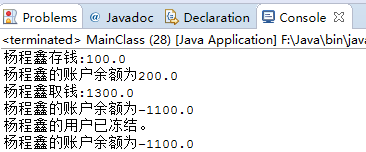 Problems @ Javadoc Declaration Console
<terminated> MainClass (28) [Java Application] F:\Java\bin\java
杨程鑫存钱:100.0
杨程鑫的账户余额为200.0
杨程鑫取钱:1300.0
杨程鑫的账户余额为-1100.0
杨程鑫的用户已冻结。
杨程鑫的账户余额为-1100.0